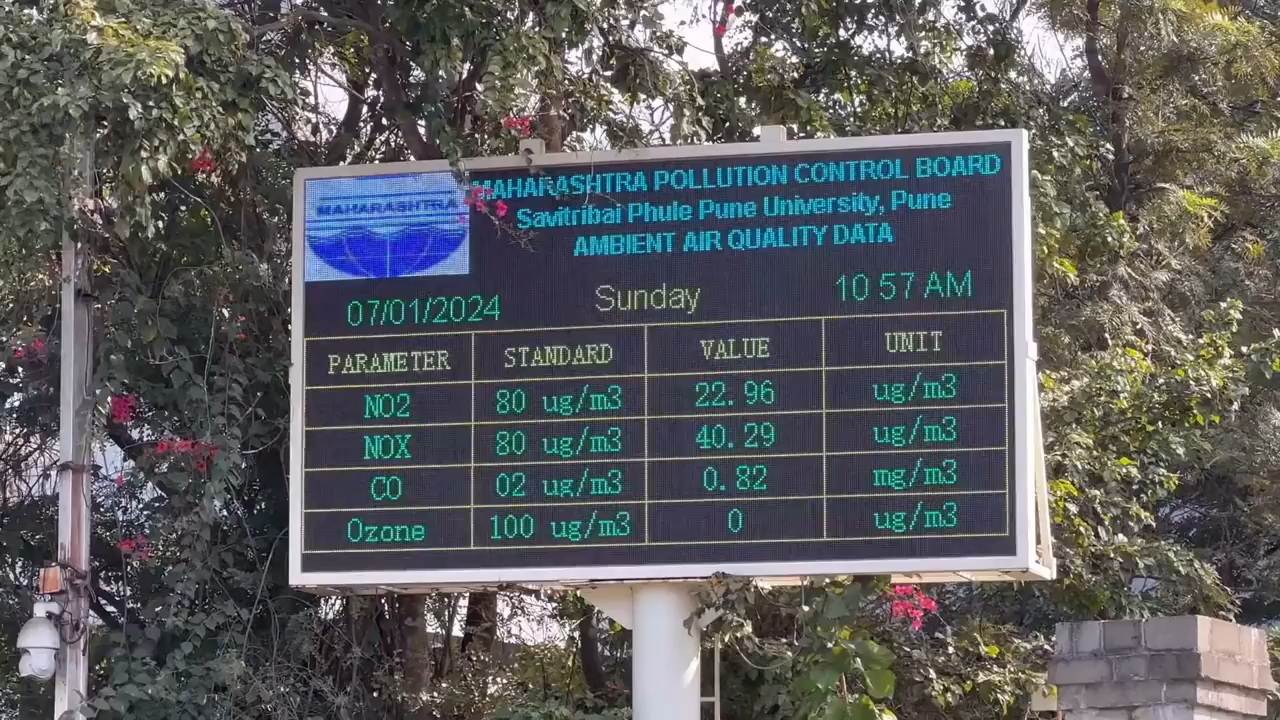 MAHARASHTRA
MAHARASHTRA POLLUTION CONTROL BOARD
Savitribai Phule Pune University, Pune
AMBIENT AIR QUALITY DATA
07/01/2024 Sunday 10 57 AM
PARAMETER STANDARD VALUE UNIT
NO2 80 ug/m3 22.96 ug/m3
NOX 80 ug/m3 40.29 ug/m3
CO 02 ug/m3 0.82 mg/m3
Ozone 100 ug/m3 0 ug/m3